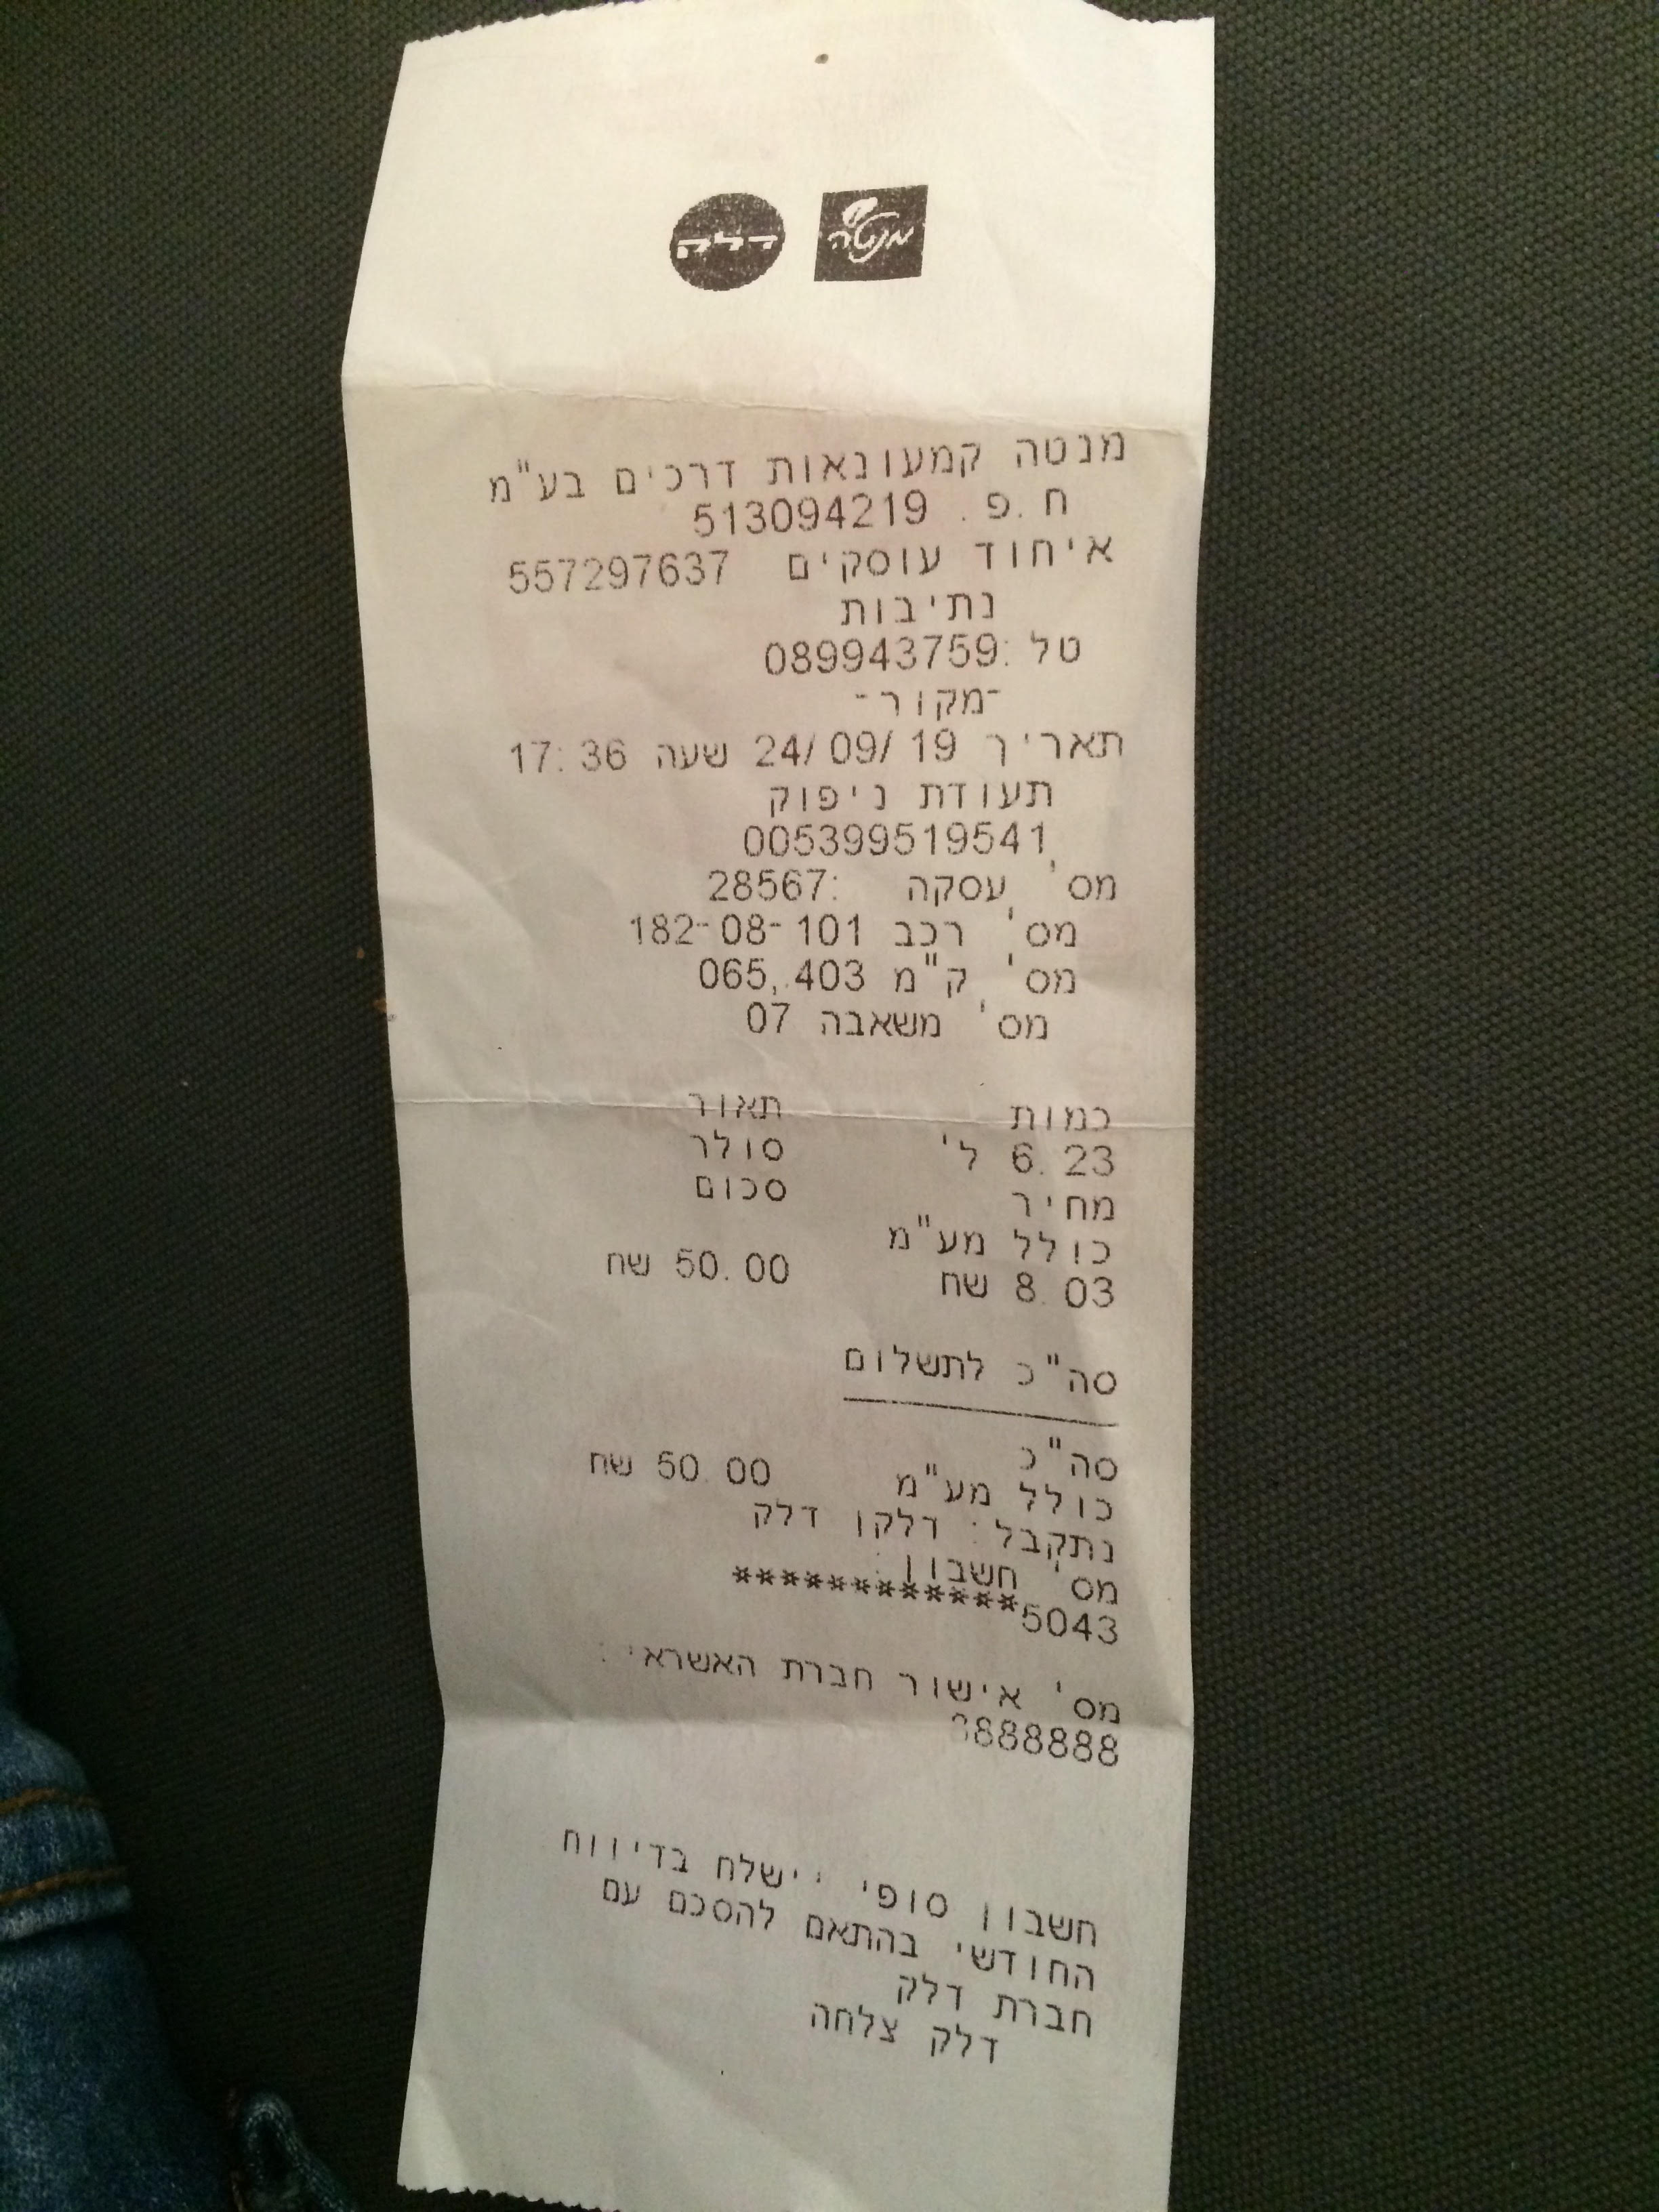 מנטה דלק
מנטה קמעונאות דרכים בע"מ
ח.פ. 513094219
איחוד עוסקים 557297637
נתיבות
טל: 089943759
-מקור-
תאריך 24/09/19 שעה 17:36
תעודת ניפוק
005399519541
מס' עסקה: 28567
מס' רכב 182-08-101
מס' ק"מ 065,403
מס' משאבה 07
כמות תאור
6.23 ל' סולר
מחיר סכום
כולל מע"מ
8.03 שח 50.00 שח
סה"כ לתשלום
סה"כ
כולל מע"מ 50.00 שח
נתקבל: דלקו דלק
מס' חשבון:
************5043
מס' אישור חברת האשראי:
8888888
חשבון סופי יישלח בדיווח
החודשי בהתאם להסכם עם
חברת דלק
דלק צלחה